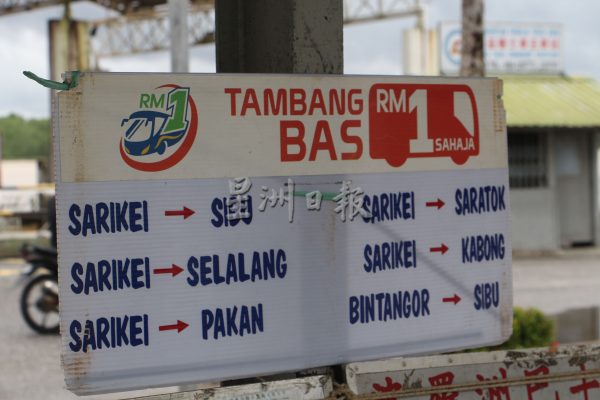 RM1
TAMBANG
BAS
RM1
SAHAJA
SARIKEI → SIBU
SARIKEI → SELALANG
SARIKEI → PAKAN
SARIKEI → SARATOK
SARIKEI → KABONG
BINTANGOR → SIBU
星洲日報